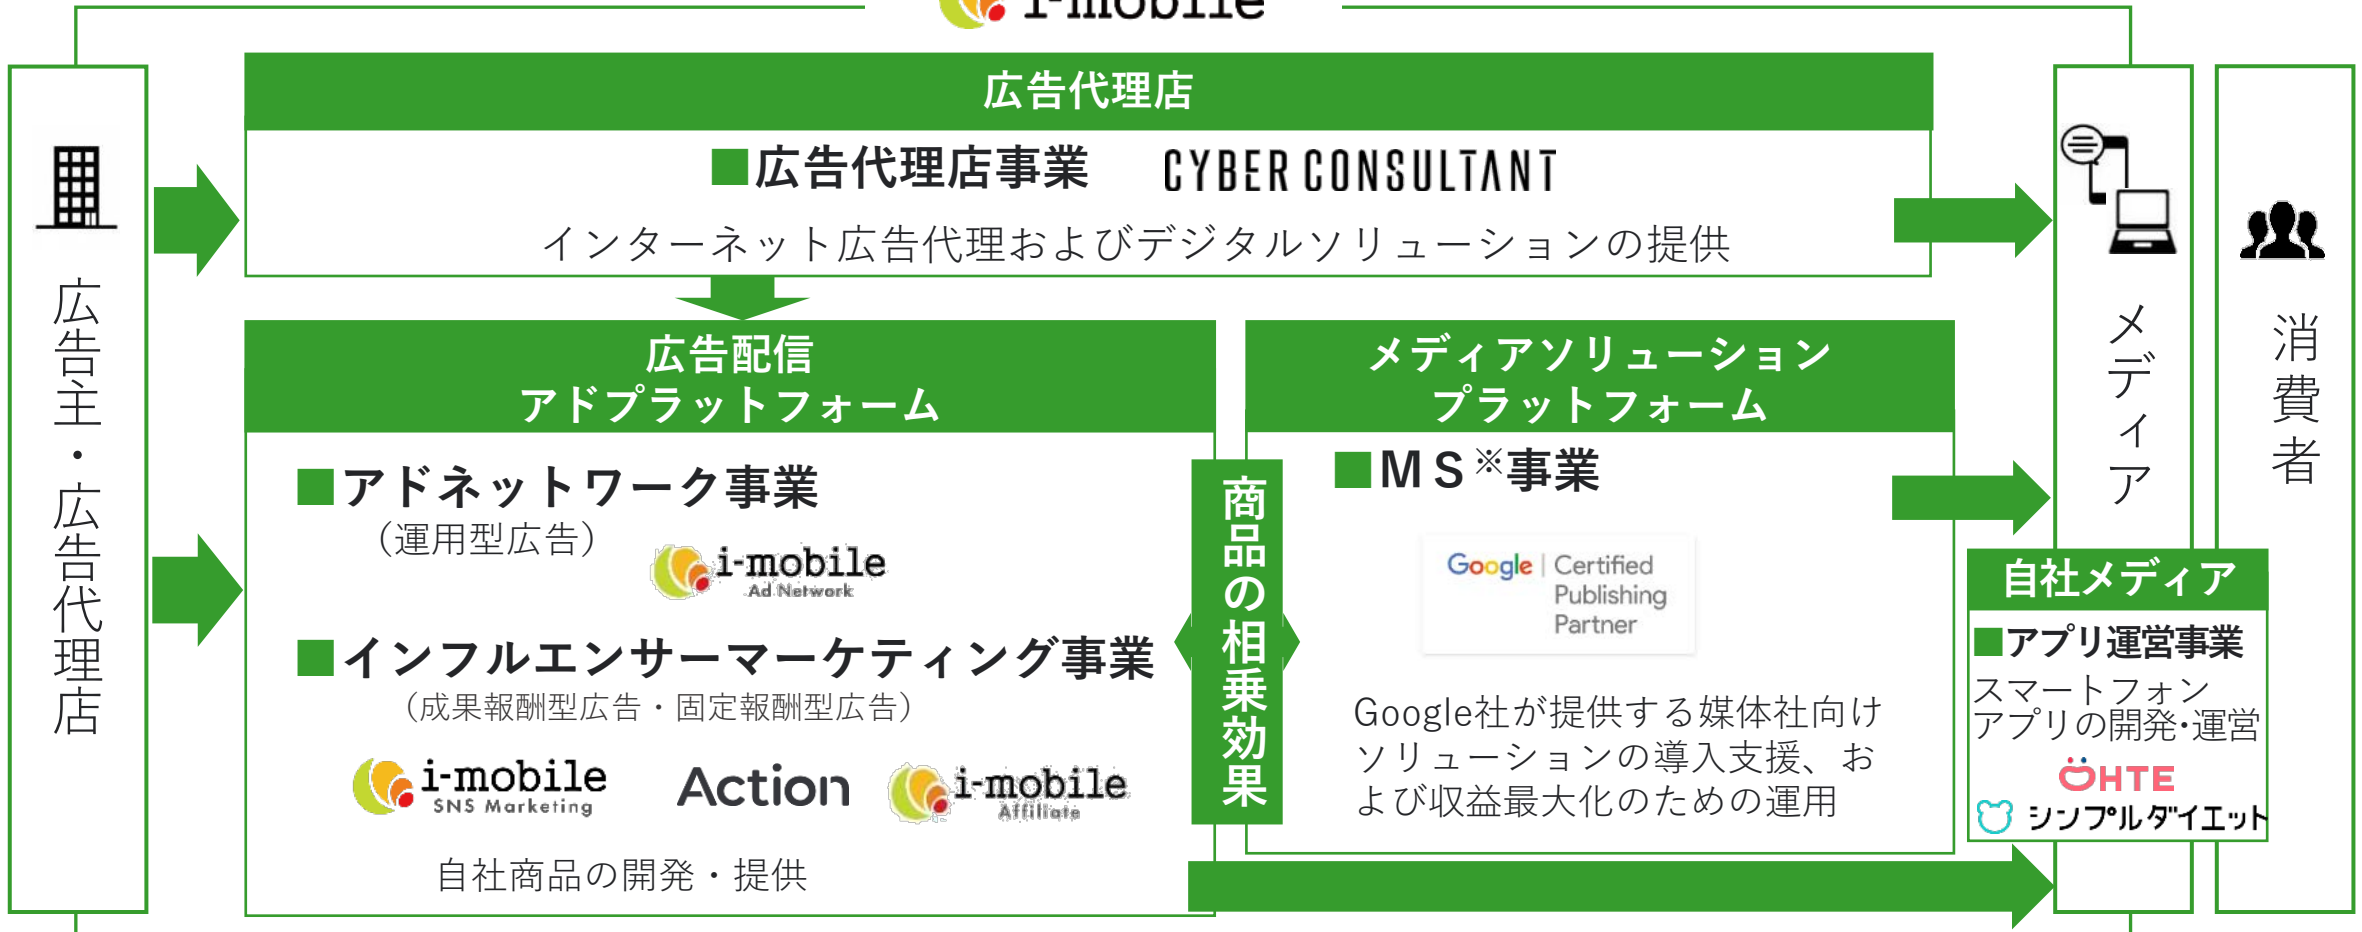 i-mobile
広告主・広告代理店
広告代理店
■広告代理店事業 CYBER CONSULTANT
インターネット広告代理およびデジタルソリューションの提供
広告配信
アドプラットフォーム
■アドネットワーク事業
（運用型広告）
i-mobile
Ad Network
■インフルエンサーマーケティング事業
（成果報酬型広告・固定報酬型広告）
i-mobile
SNS Marketing
Action
i-mobile
Affiliate
自社商品の開発・提供
商品の相乗効果
メディアソリューション
プラットフォーム
■ＭＳ※事業
Google | Certified
Publishing
Partner
Google社が提供する媒体社向け
ソリューションの導入支援、お
よび収益最大化のための運用
メディア
消費者
自社メディア
■アプリ運営事業
スマートフォン
アプリの開発・運営
OHTE
シンプルダイエット